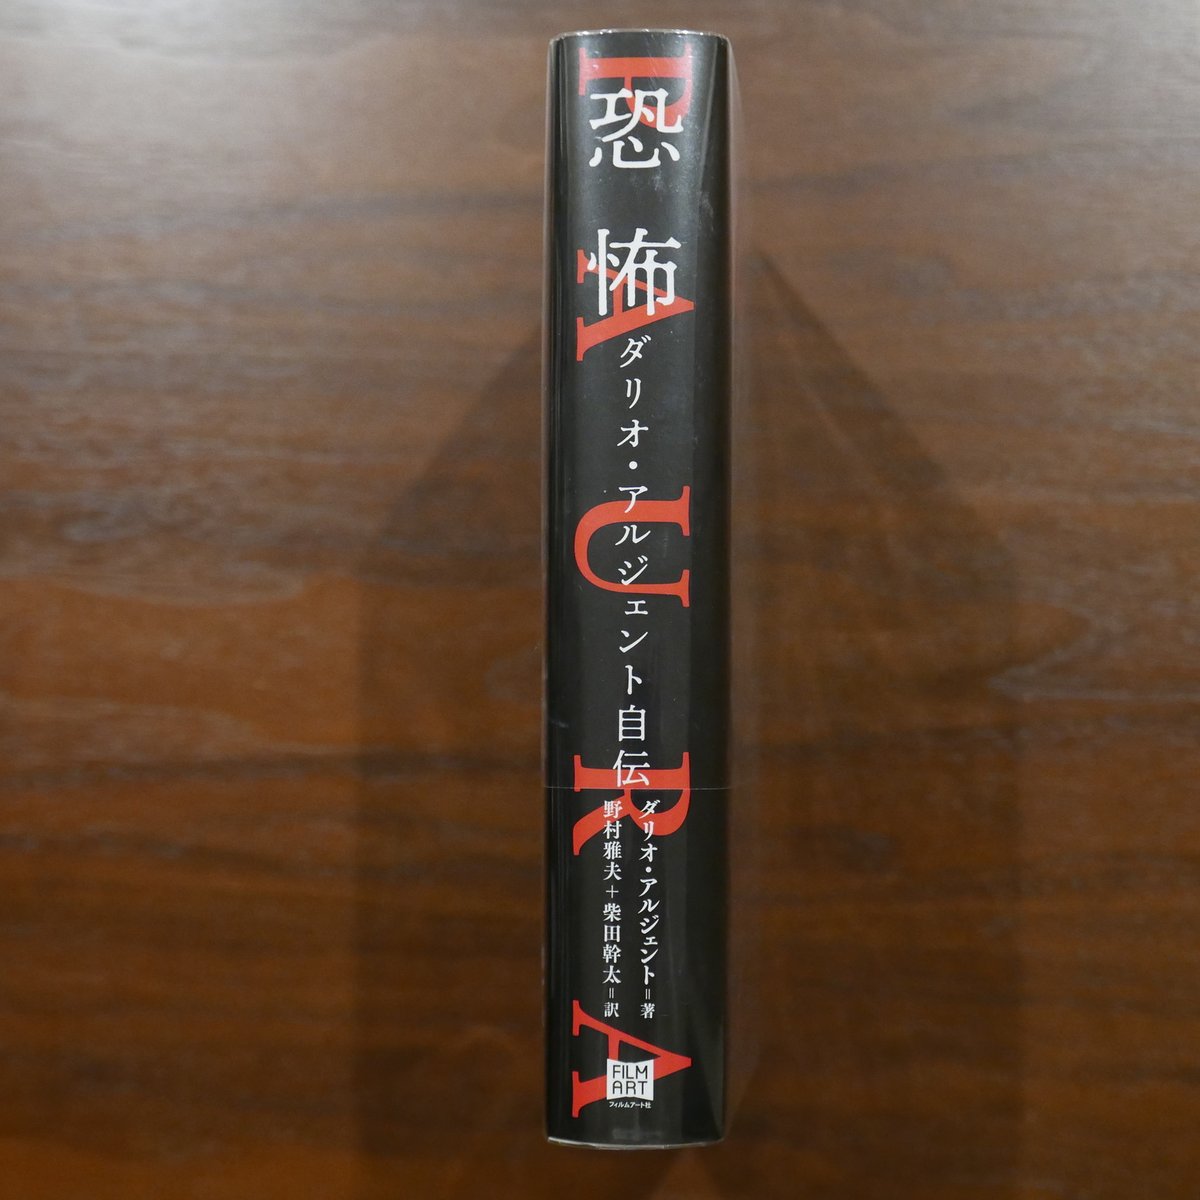 PAURA
恐怖
ダリオ・アルジェント自伝
ダリオ・アルジェント=著
野村雅夫+柴田幹太=訳
FILM
ART
フィルムアート社